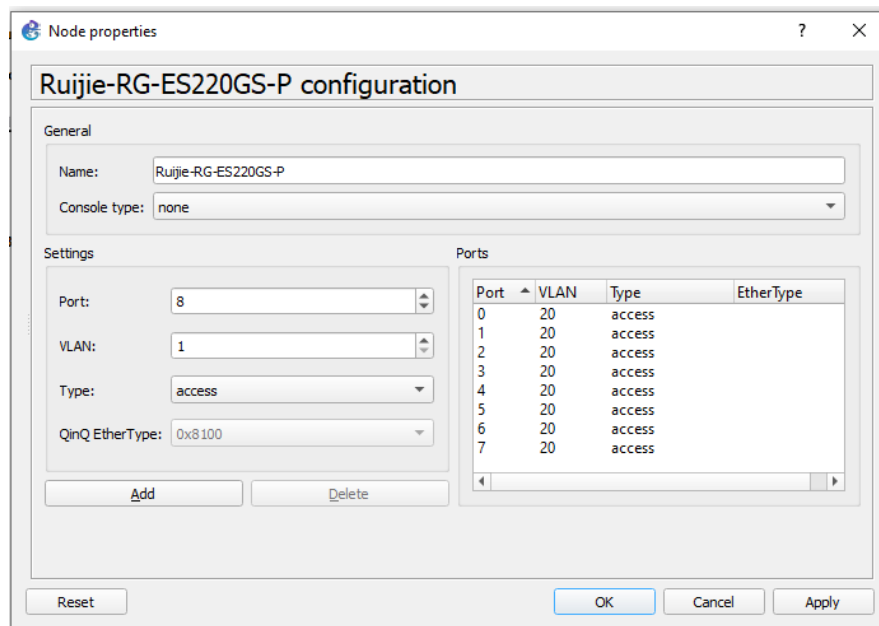 Node properties
Ruijie-RG-ES220GS-P configuration
General
Name: Ruijie-RG-ES220GS-P
Console type: none
Settings
Port: 8
VLAN: 1
Type: access
QinQ EtherType: 0x8100
Add Delete
Ports
Port VLAN Type EtherType
0 20 access
1 20 access
2 20 access
3 20 access
4 20 access
5 20 access
6 20 access
7 20 access
Reset OK Cancel Apply